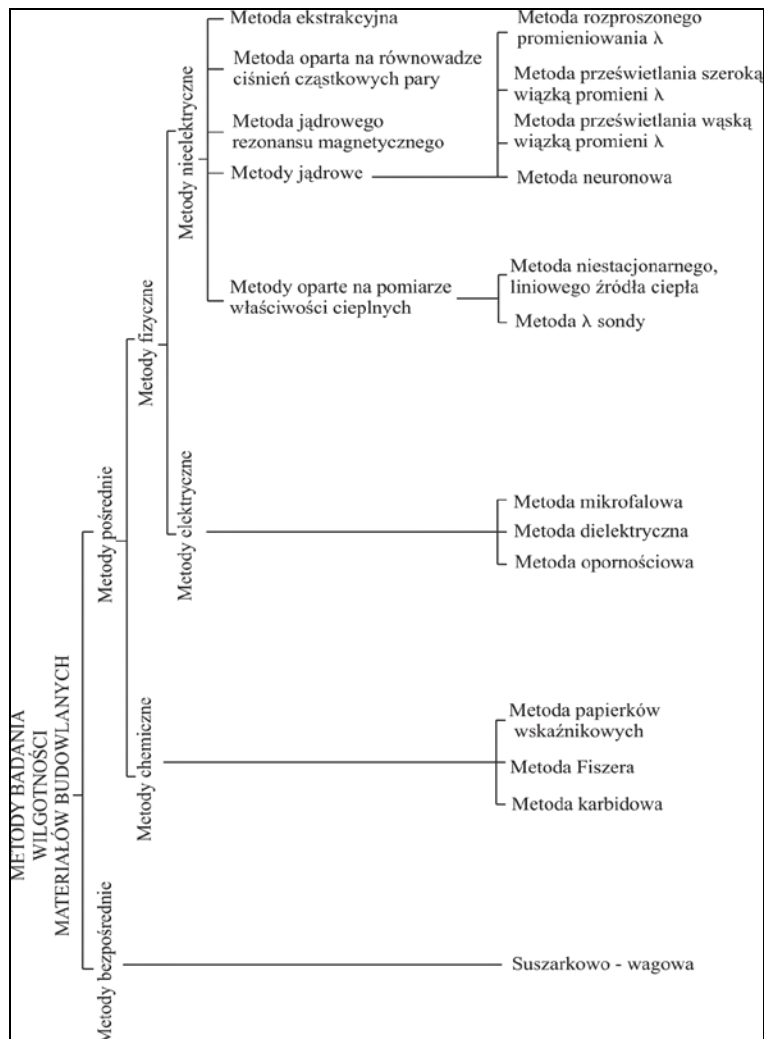 METODY BADANIA
WILGOTNOŚCI
MATERIAŁÓW BUDOWLANYCH
Metody pośrednie
Metody fizyczne
Metody nieelektryczne
Metoda ekstrakcyjna
Metoda oparta na równowadze
ciśnień cząstkowych pary
Metoda jądrowego
rezonansu magnetycznego
Metody jądrowe
Metoda rozproszonego
promieniowania λ
Metoda prześwietlania szeroką
wiązką promieni λ
Metoda prześwietlania wąską
wiązką promieni λ
Metoda neuronowa
Metody oparte na pomiarze
właściwości cieplnych
Metoda niestacjonarnego,
liniowego źródła ciepła
Metoda λ sondy
Metody elektryczne
Metoda mikrofalowa
Metoda dielektryczna
Metoda opornościowa
Metody chemiczne
Metoda papierków
wskaźnikowych
Metoda Fiszera
Metoda karbidowa
Metody bezpośrednie
Suszarkowo - wagowa